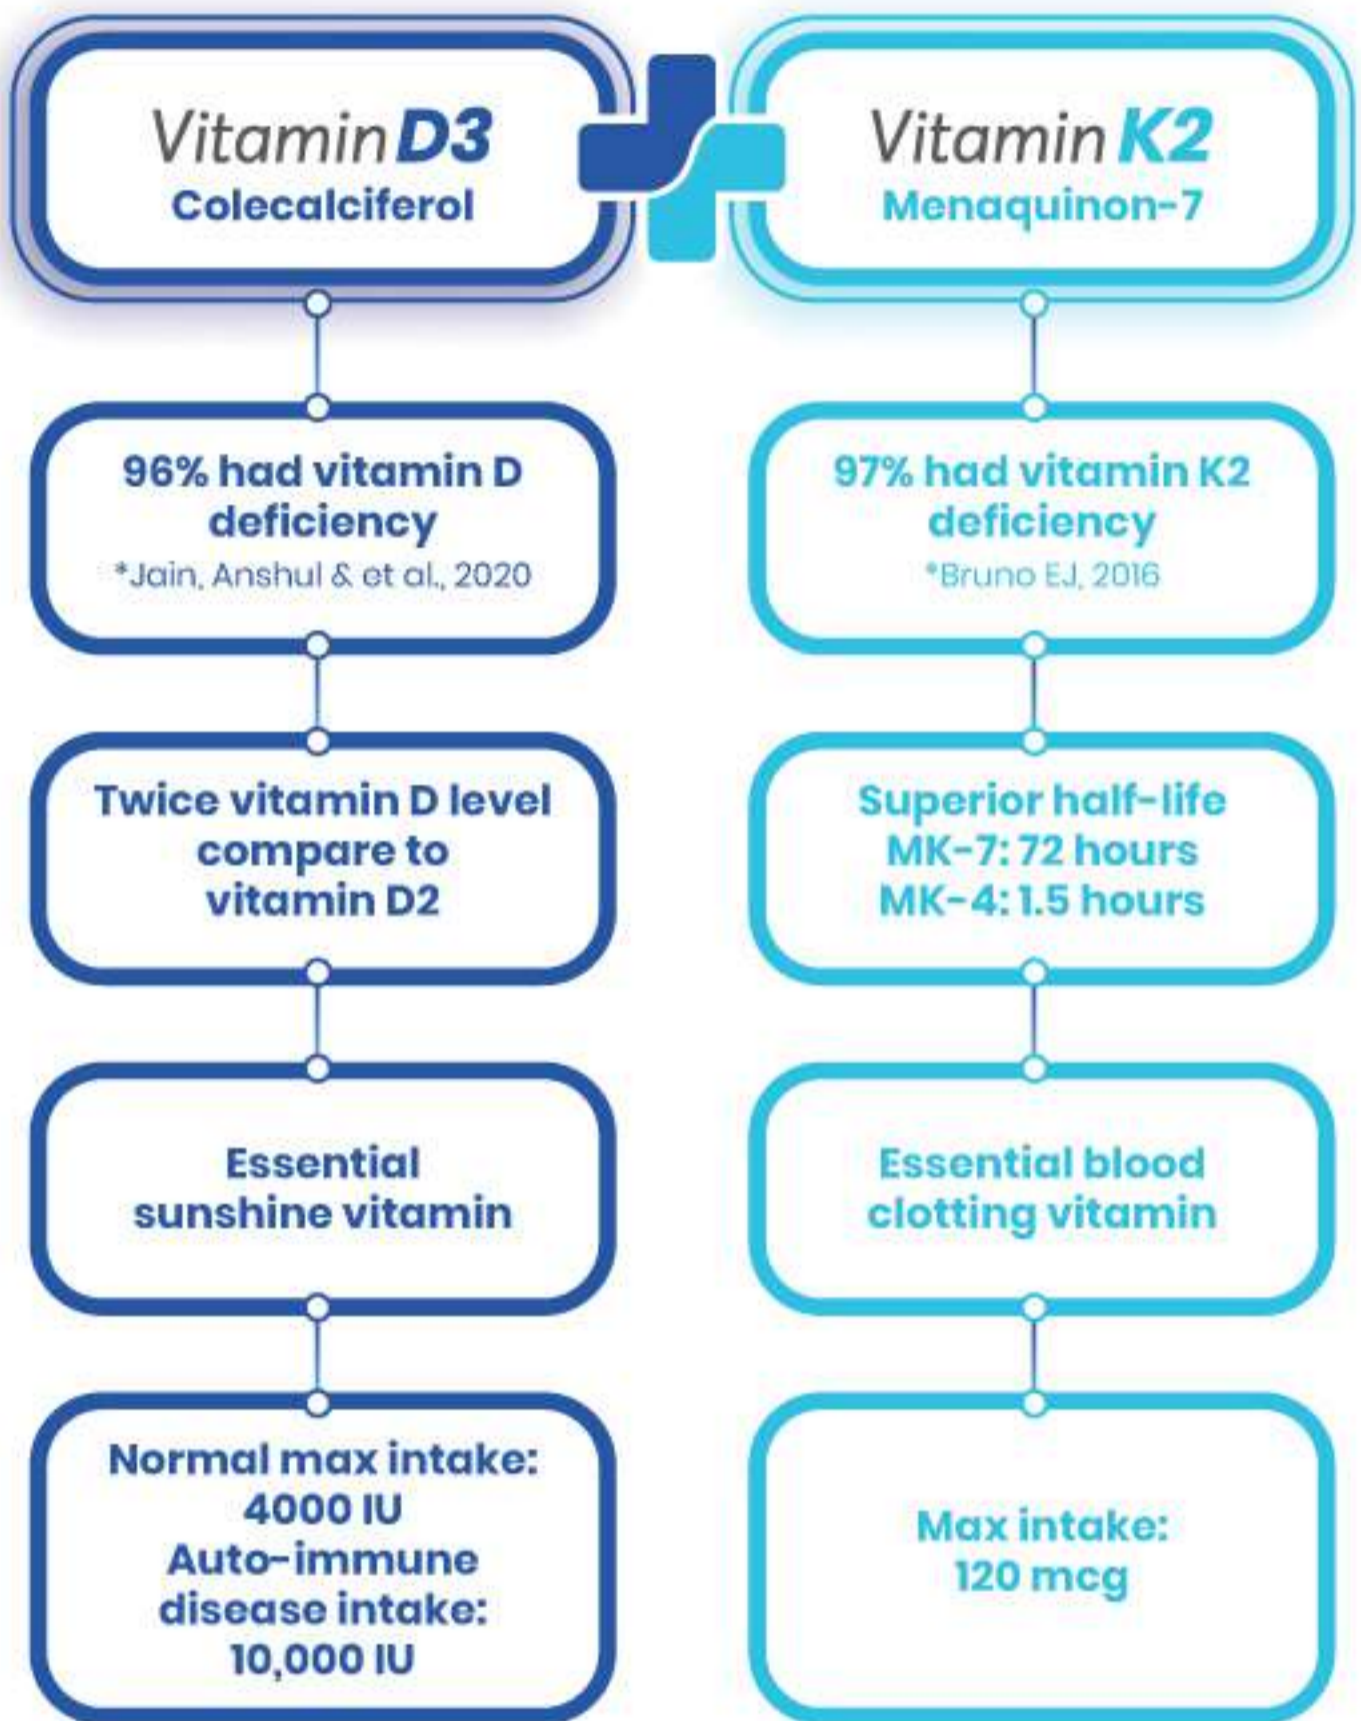 Vitamin D3
Colecalciferol
96% had vitamin D
deficiency
*Jain, Anshul & et al., 2020
Twice vitamin D level
compare to
vitamin D2
Essential
sunshine vitamin
Normal max intake:
4000 IU
Auto-immune
disease intake:
10,000 IU
Vitamin K2
Menaquinon-7
97% had vitamin K2
deficiency
*Bruno EJ, 2016
Superior half-life
MK-7: 72 hours
MK-4: 1.5 hours
Essential blood
clotting vitamin
Max intake:
120 mcg